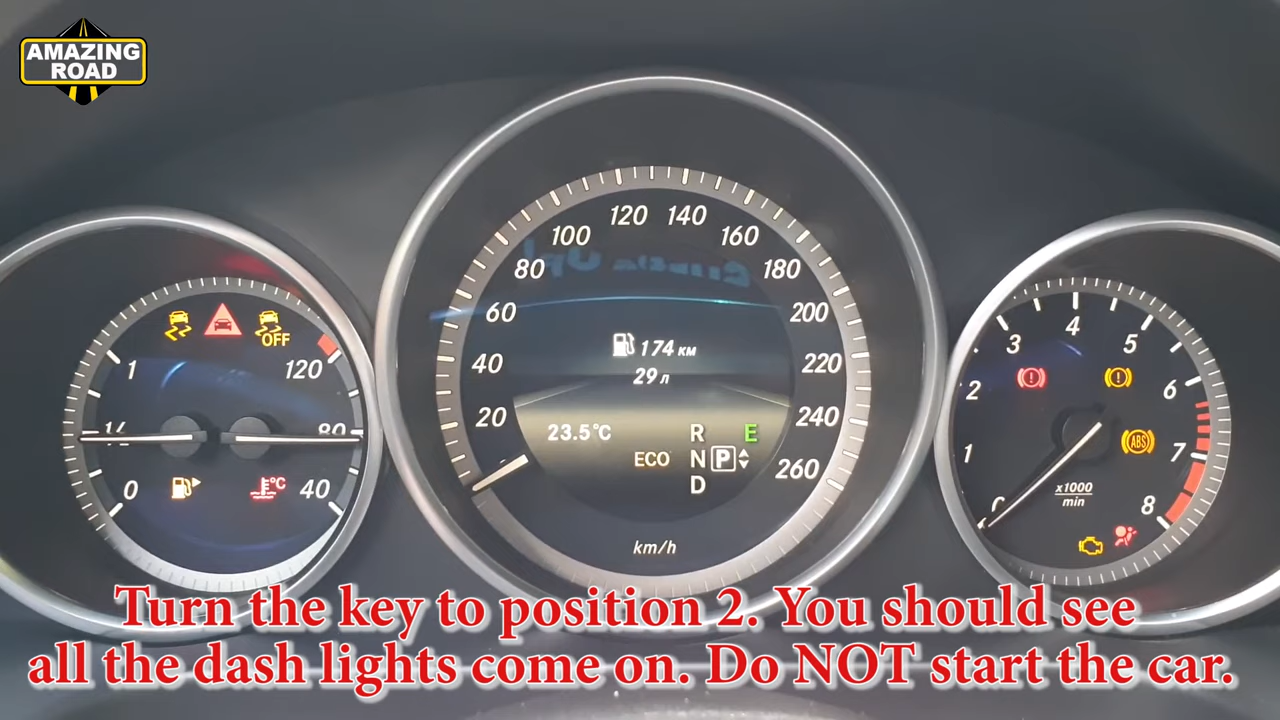 AMAZING
ROAD
OFF
1
120
80
0
°C
40
120
140
100
160
80
180
60
200
40
220
20
240
260
174 км
29 л
23.5°C
R
E
ECO
N
P
D
km/h
4
3
5
2
6
ABS
1
7
x1000
min
0
8
Turn the key to position 2. You should see
all the dash lights come on. Do NOT start the car.